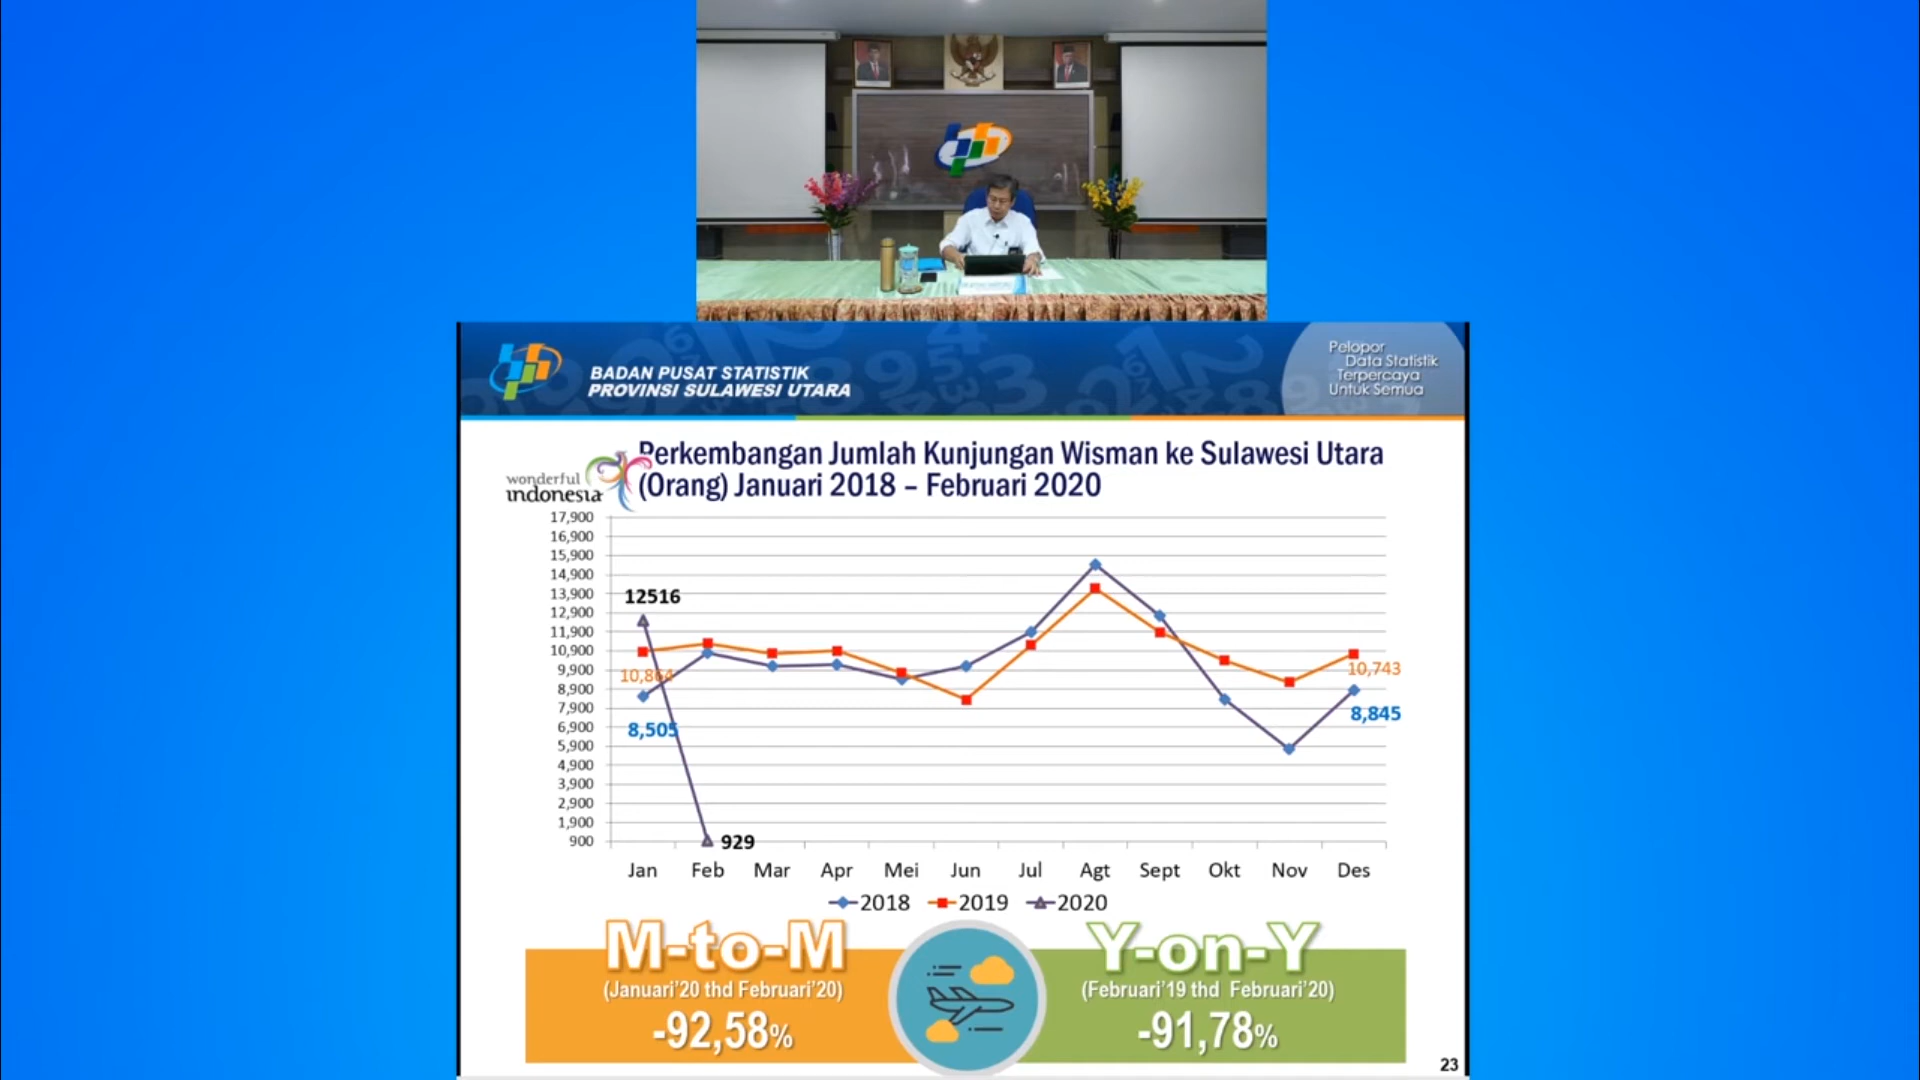 BADAN PUSAT STATISTIK
PROVINSI SULAWESI UTARA
Pelopor
Data Statistik
Terpercaya
Untuk Semua
wonderful
indonesia
Perkembangan Jumlah Kunjungan Wisman ke Sulawesi Utara
(Orang) Januari 2018 – Februari 2020
17,900
16,900
15,900
14,900
13,900
12,900
11,900
10,900
9,900
8,900
7,900
6,900
5,900
4,900
3,900
2,900
1,900
900
12516
10,864
8,505
929
10,743
8,845
Jan Feb Mar Apr Mei Jun Jul Agt Sept Okt Nov Des
2018 2019 2020
M-to-M
(Januari'20 thd Februari'20)
-92,58%
Y-on-Y
(Februari'19 thd Februari'20)
-91,78%
23